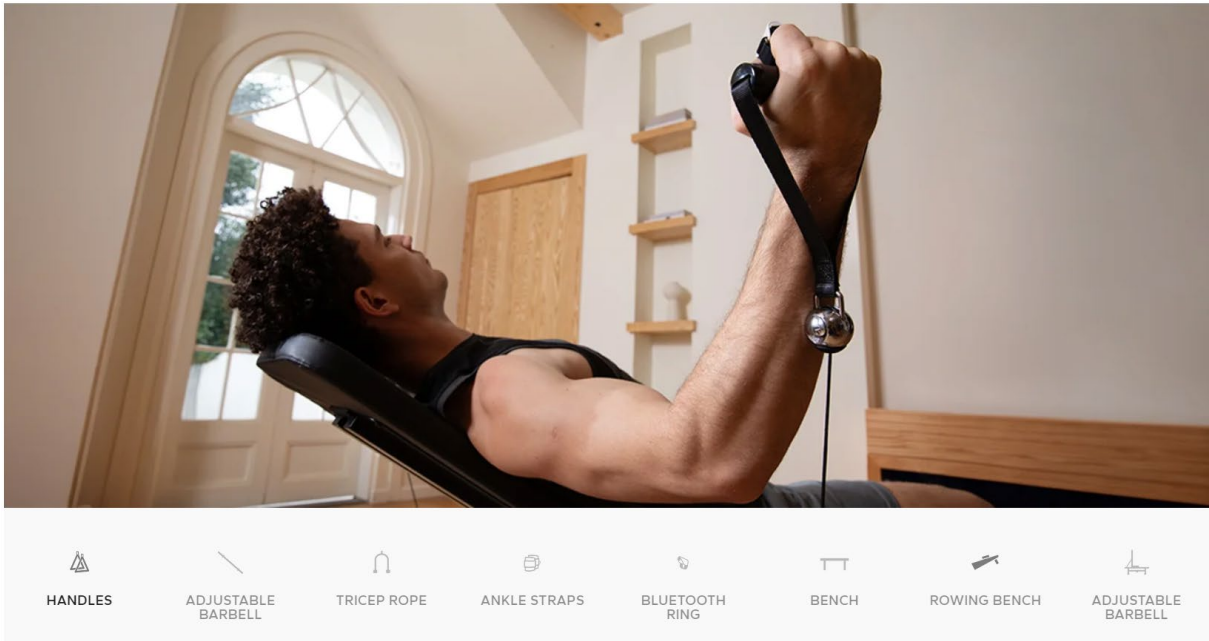 HANDLES
ADJUSTABLE
BARBELL
TRICEP ROPE
ANKLE STRAPS
BLUETOOTH
RING
BENCH
ROWING BENCH
ADJUSTABLE
BARBELL